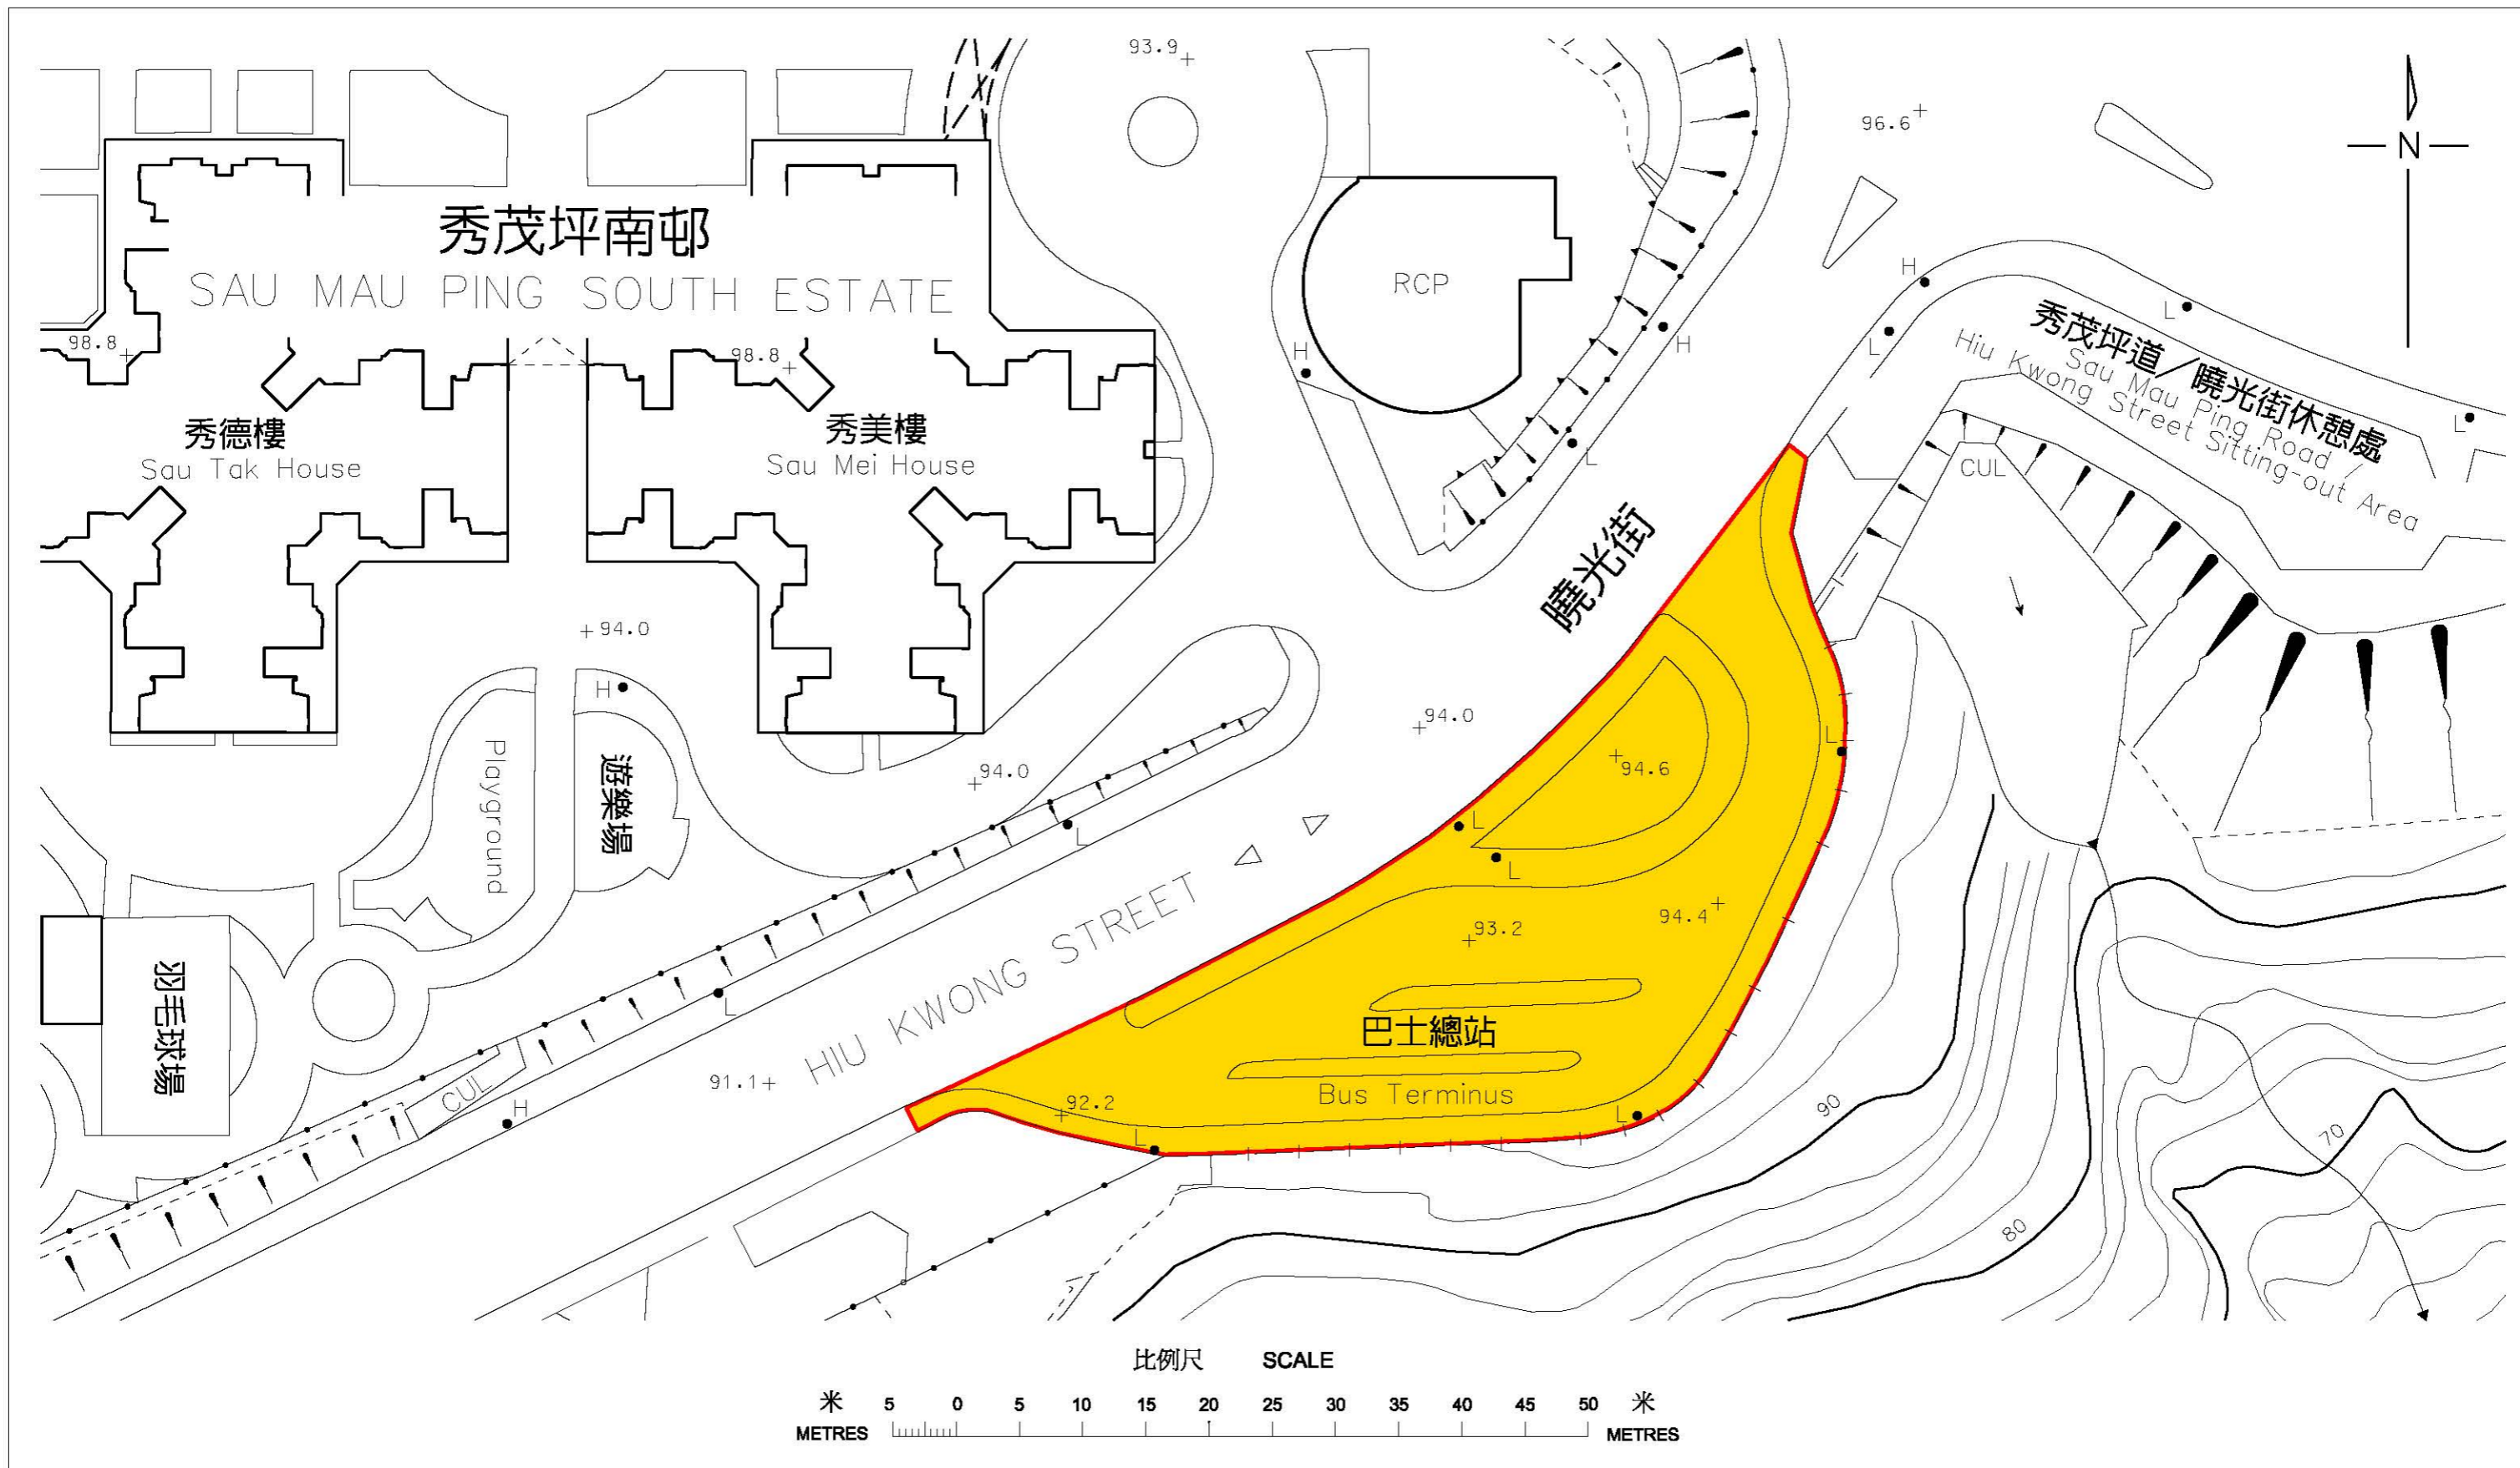 93.9
96.6
N
秀茂坪南邨
SAU MAU PING SOUTH ESTATE
RCP
H
H
H
L
L
L
L
秀茂坪道／曉光街休憩處
Sau Mau Ping Road /
Hiu Kwong Street Sitting-out Area
98.8
98.8
秀德樓
Sau Tak House
秀美樓
Sau Mei House
CUL
曉光街
94.0
H
94.0
94.0
L
94.6
Playground
遊樂場
L
L
L
HIU KWONG STREET
93.2
94.4
羽毛球場
L
巴士總站
Bus Terminus
CUL
H
91.1
92.2
L
L
90
80
70
比例尺 SCALE
米 5 0 5 10 15 20 25 30 35 40 45 50 米
METRES METRES